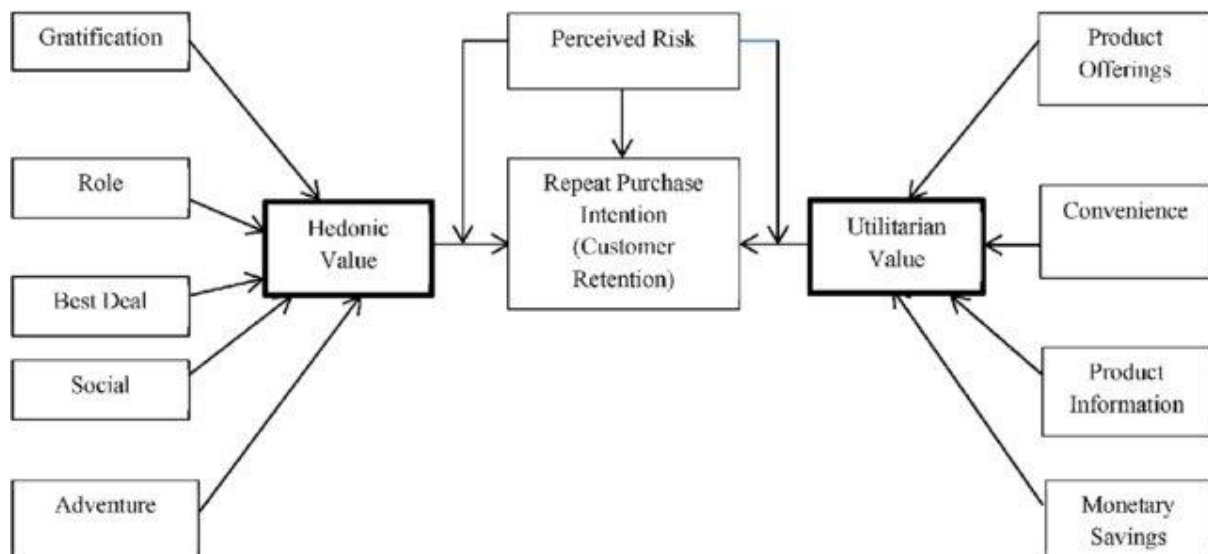 Gratification
Role
Best Deal
Social
Adventure
Hedonic
Value
Perceived Risk
Repeat Purchase
Intention
(Customer
Retention)
Utilitarian
Value
Product
Offerings
Convenience
Product
Information
Monetary
Savings